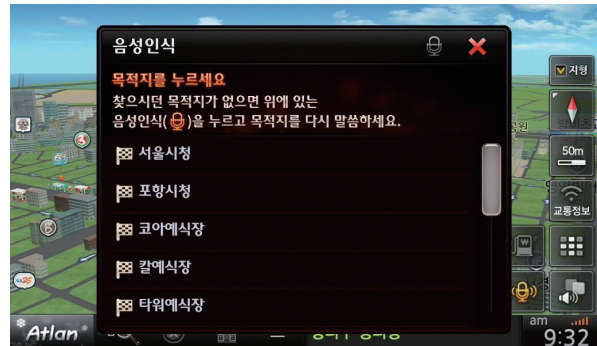 음성인식
목적지를 누르세요
찾으시던 목적지가 없으면 위에 있는
음성인식( )을 누르고 목적지를 다시 말씀하세요.
서울시청
포항시청
코아예식장
칼예식장
타워예식장
지형
50m
교통정보
Atlan
am
9:32